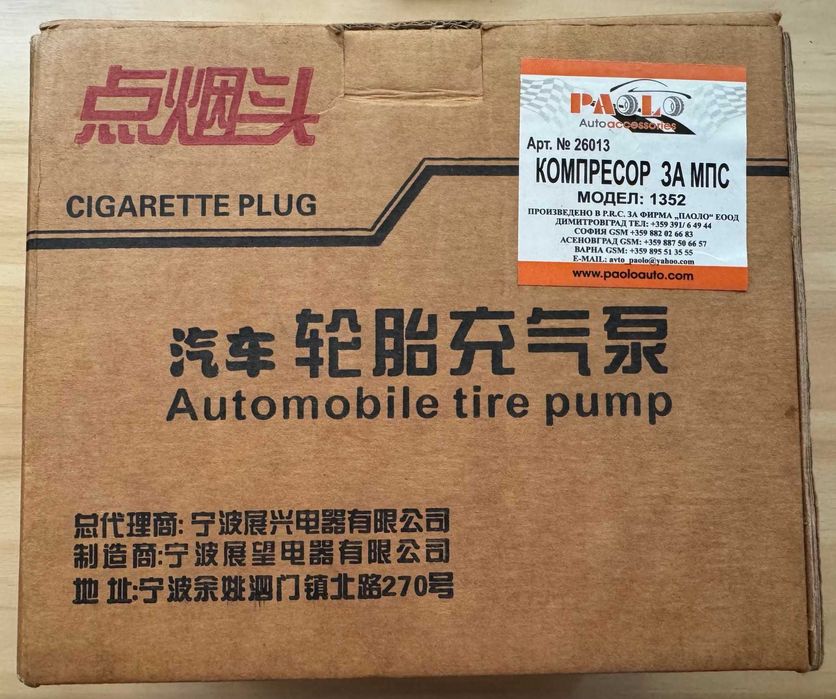 点烟头
CIGARETTE PLUG
PAOLO
Autoaccessories
Арт. № 26013
КОМПРЕСОР ЗА МПС
МОДЕЛ: 1352
ПРОИЗВЕДЕНО В P.R.C. ЗА ФИРМА „ПАОЛО“ ЕООД
ДИМИТРОВГРАД ТЕЛ: +359 391/ 6 49 44
СОФИЯ GSM +359 882 02 66 83
АСЕНОВГРАД GSM: +359 887 50 66 57
ВАРНА GSM: +359 895 51 35 55
E-MAIL: avto_paolo@yahoo.com
www.paoloauto.com
汽车 轮胎充气泵
Automobile tire pump
总代理商: 宁波展兴电器有限公司
制造商:宁波展望电器有限公司
地 址:宁波余姚泗门镇北路270号